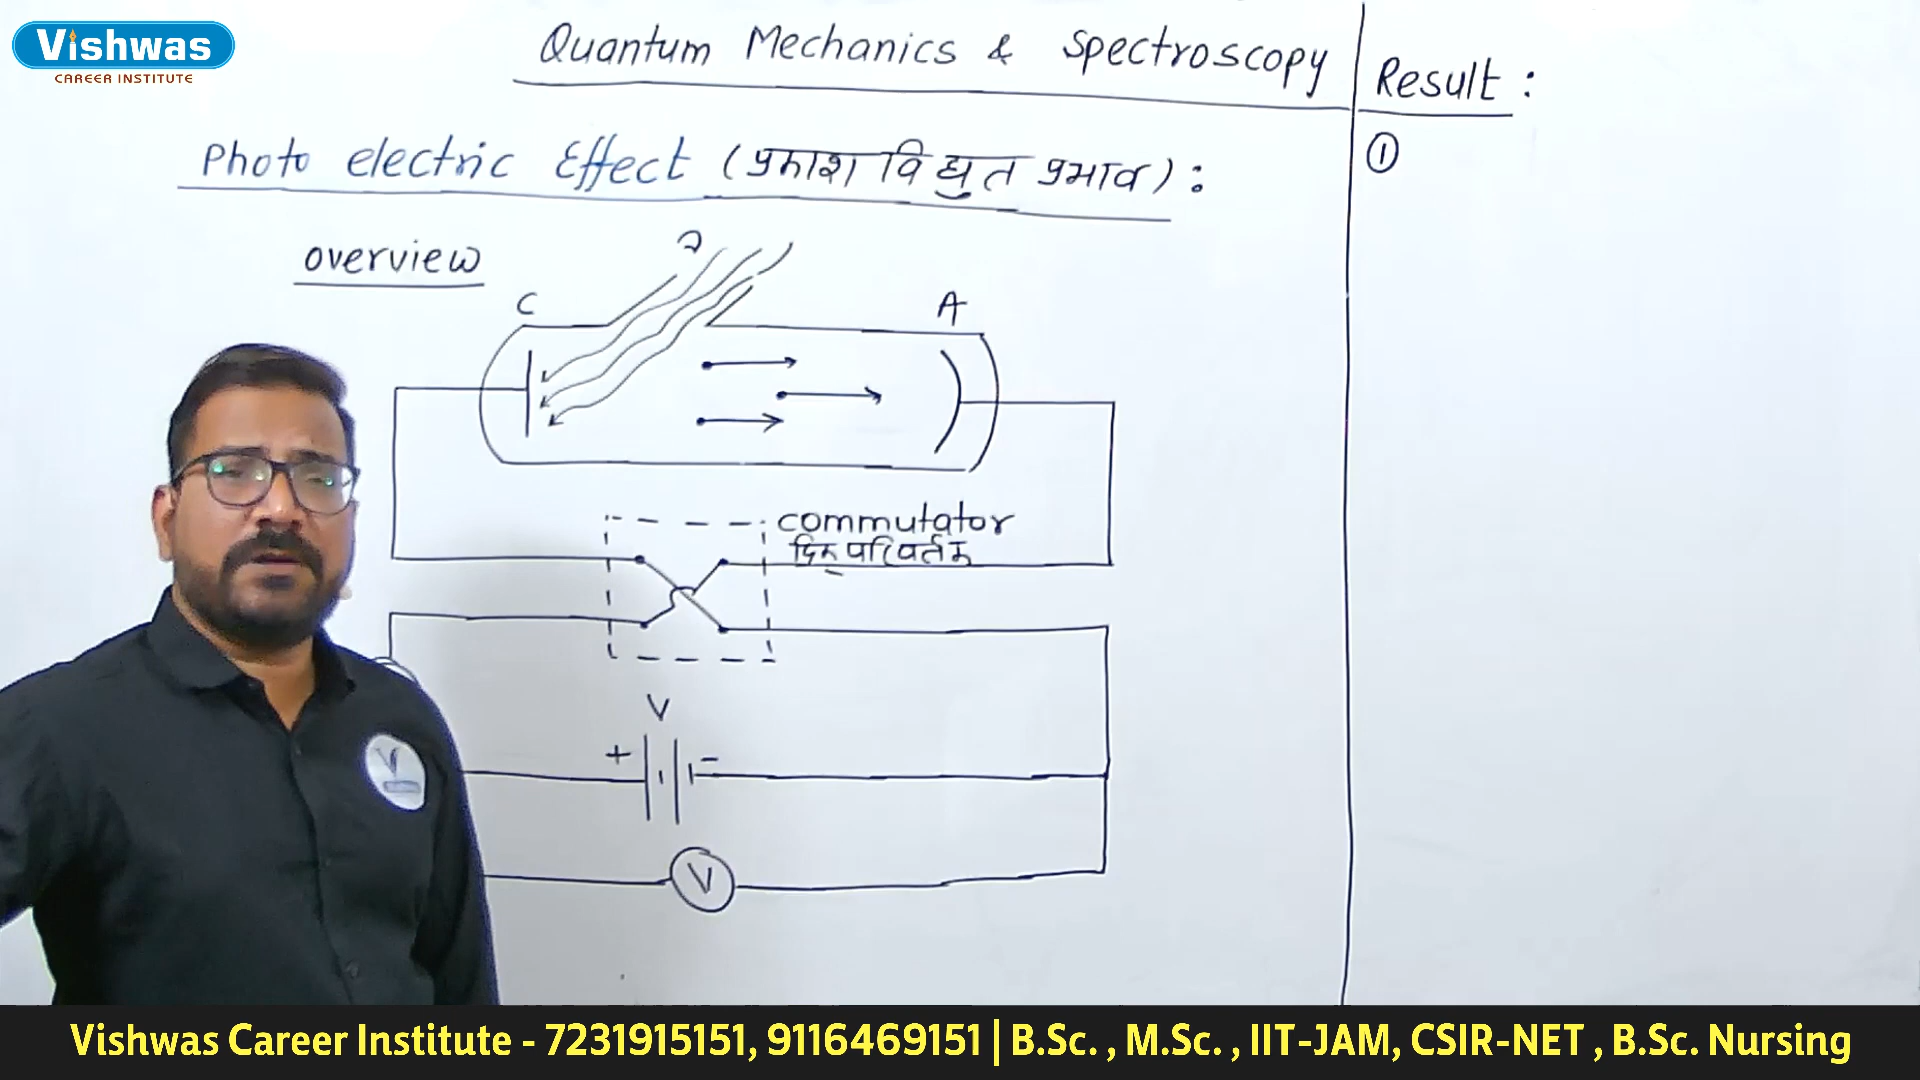 Vishwas
CAREER INSTITUTE
Quantum Mechanics & Spectroscopy
Photo electric Effect (प्रकाश विद्युत प्रभाव) :
overview
C
A
commutator
दिक् परिवर्तक
V
+ -
V
Result :
①
V
Vishwas Career Institute - 7231915151, 9116469151 | B.Sc. , M.Sc. , IIT-JAM, CSIR-NET , B.Sc. Nursing